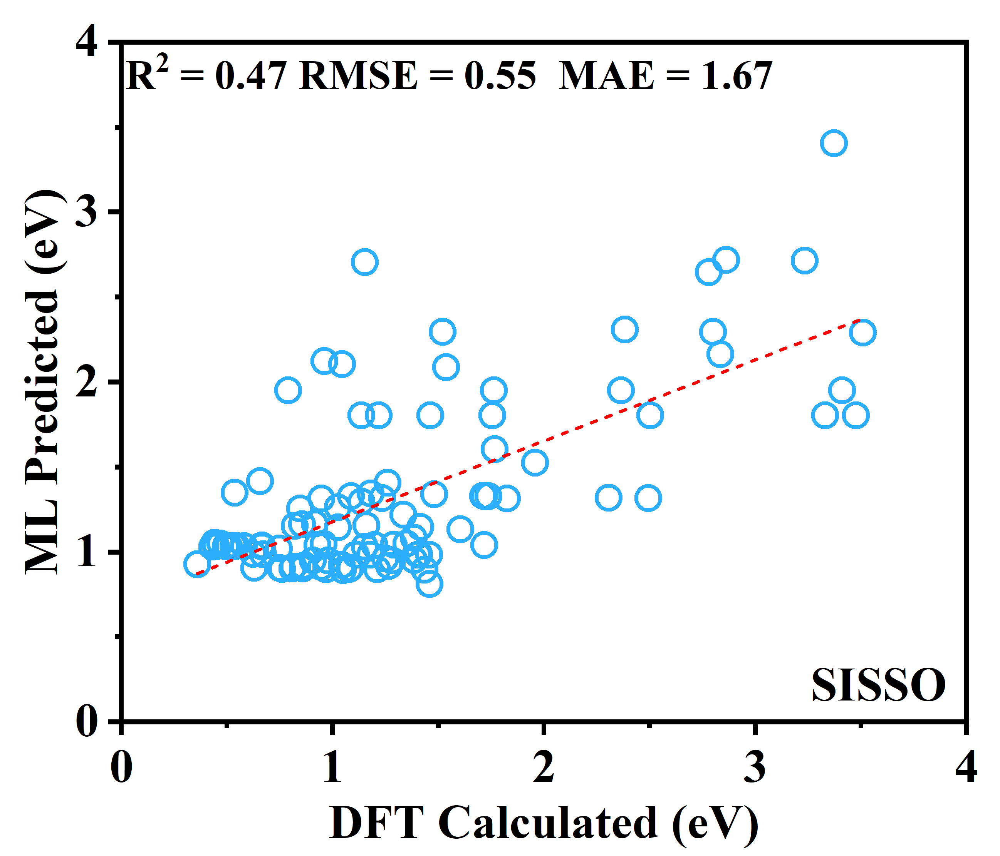 4
R² = 0.47 RMSE = 0.55 MAE = 1.67
3
2
1
0
ML Predicted (eV)
SISSO
0 1 2 3 4
DFT Calculated (eV)